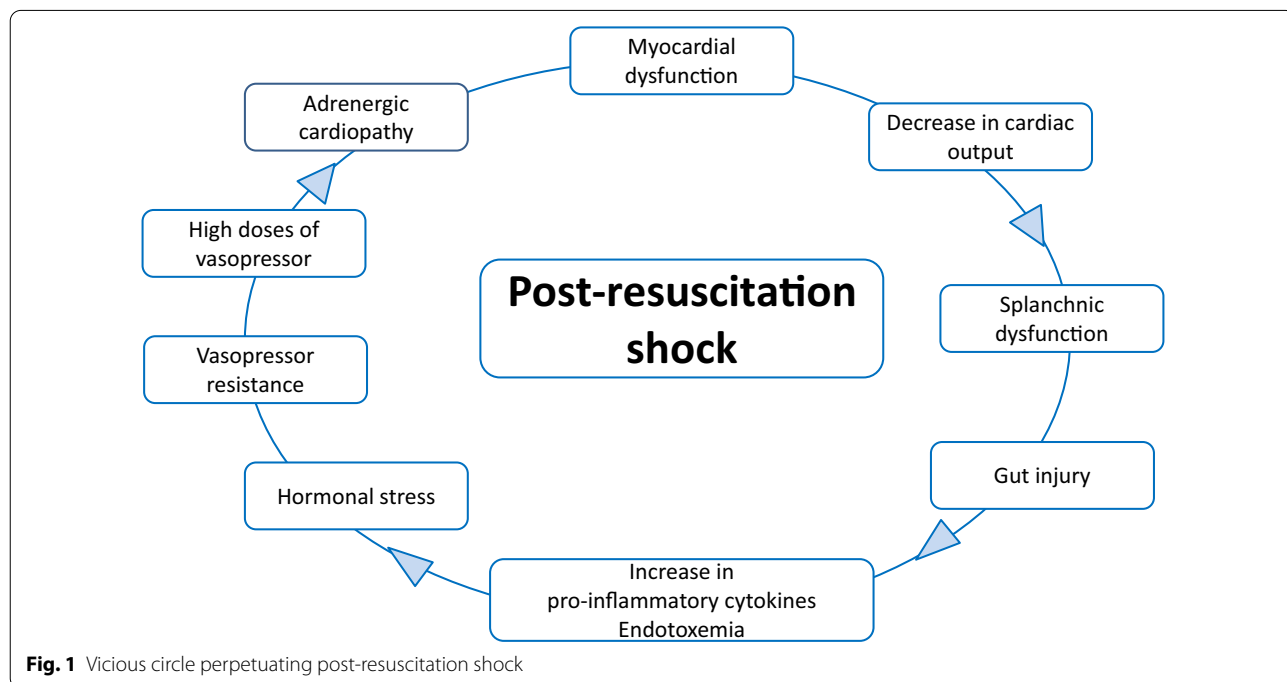 Myocardial
dysfunction
Adrenergic
cardiopathy
Decrease in cardiac
output
High doses of
vasopressor
Post-resuscitation
shock
Splanchnic
dysfunction
Vasopressor
resistance
Gut injury
Hormonal stress
Increase in
pro-inflammatory cytokines
Endotoxemia
Fig. 1 Vicious circle perpetuating post-resuscitation shock